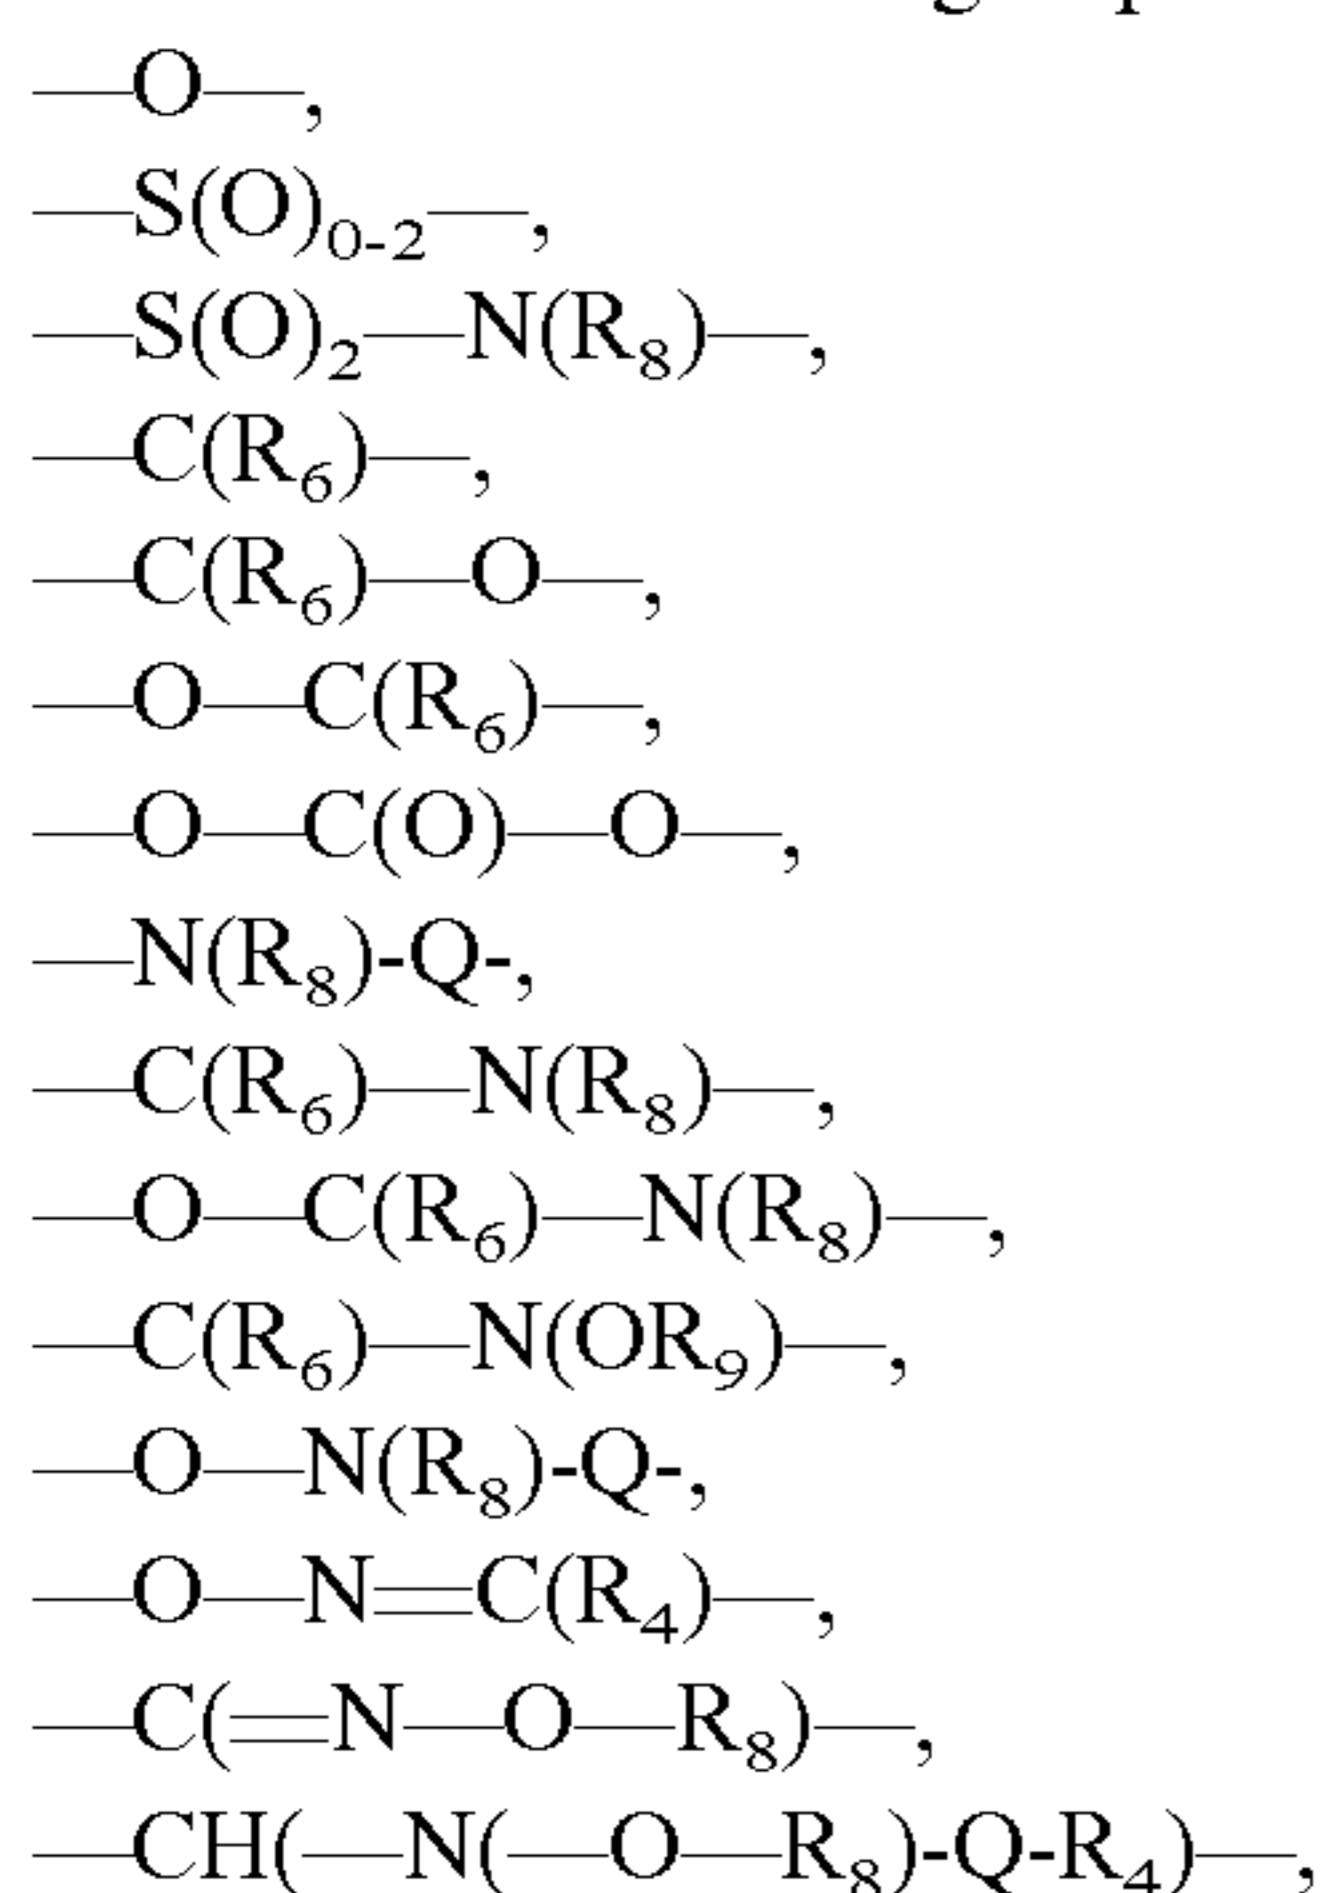 —O—,
—S(O)₀₋₂—,
—S(O)₂—N(R₈)—,
—C(R₆)—,
—C(R₆)—O—,
—O—C(R₆)—,
—O—C(O)—O—,
—N(R₈)-Q-,
—C(R₆)—N(R₈)—,
—O—C(R₆)—N(R₈)—,
—C(R₆)—N(OR₉)—,
—O—N(R₈)-Q-,
—O—N=C(R₄)—,
—C(=N—O—R₈)—,
—CH(—N(—O—R₈)-Q-R₄)—,